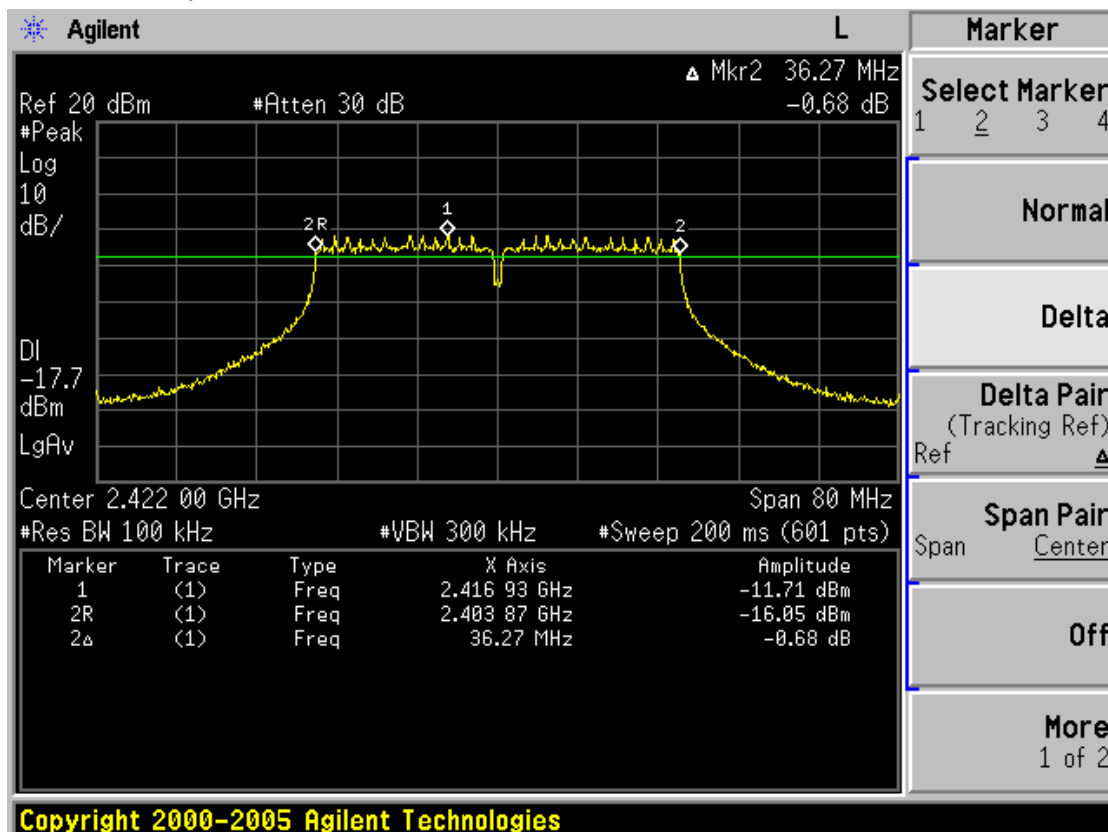 Agilent L Marker
Δ Mkr2 36.27 MHz
Ref 20 dBm #Atten 30 dB -0.68 dB
#Peak
Log
10
dB/
2R 1 2
DI
-17.7
dBm
LgAv
Center 2.422 00 GHz Span 80 MHz
#Res BW 100 kHz #VBW 300 kHz #Sweep 200 ms (601 pts)
Marker Trace Type X Axis Amplitude
1 (1) Freq 2.416 93 GHz -11.71 dBm
2R (1) Freq 2.403 87 GHz -16.05 dBm
2Δ (1) Freq 36.27 MHz -0.68 dB
Select Marker
1 2 3 4
Normal
Delta
Delta Pair
(Tracking Ref)
Ref Δ
Span Pair
Span Center
Off
More
1 of 2
Copyright 2000-2005 Agilent Technologies